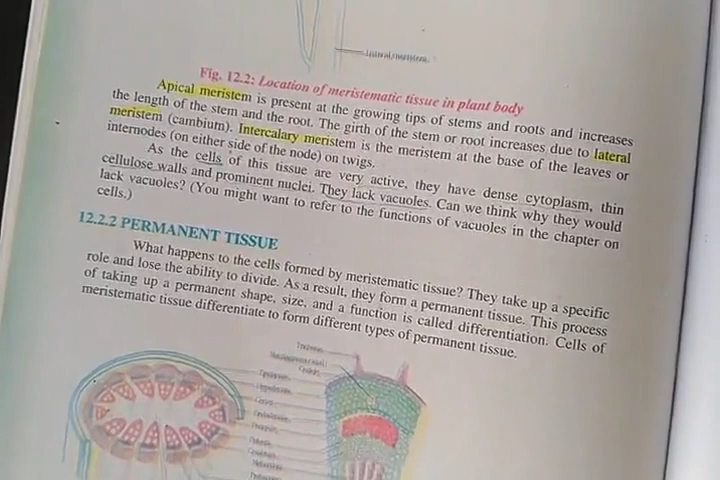 Fig. 12.2: Location of meristematic tissue in plant body
Apical meristem is present at the growing tips of stems and roots and increases
the length of the stem and the root. The girth of the stem or root increases due to lateral
meristem (cambium). Intercalary meristem is the meristem at the base of the leaves or
internodes (on either side of the node) on twigs.
As the cells of this tissue are very active, they have dense cytoplasm, thin
cellulose walls and prominent nuclei. They lack vacuoles. Can we think why they would
lack vacuoles? (You might want to refer to the functions of vacuoles in the chapter on
cells.)
12.2.2 PERMANENT TISSUE
What happens to the cells formed by meristematic tissue? They take up a specific
role and lose the ability to divide. As a result, they form a permanent tissue. This process
of taking up a permanent shape, size, and a function is called differentiation. Cells of
meristematic tissue differentiate to form different types of permanent tissue.